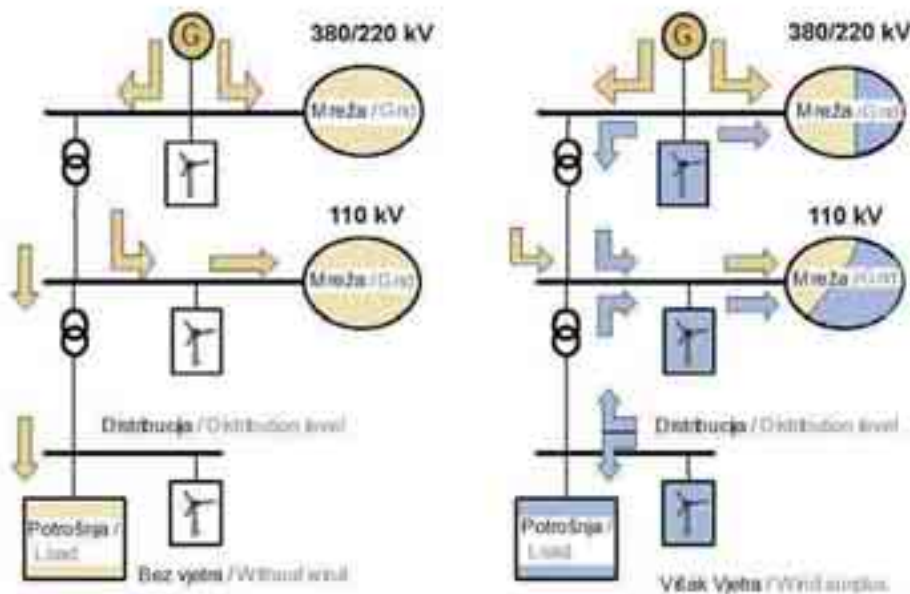 G
380/220 kV
Mreža / Grid
110 kV
Mreža / Grid
Distribucija / Distribution level
Potrošnja /
Load
Bez vjetra / Without wind
G
380/220 kV
Mreža / Grid
110 kV
Mreža / Grid
Distribucija / Distribution level
Potrošnja /
Load
Višak Vjetra / Wind surplus